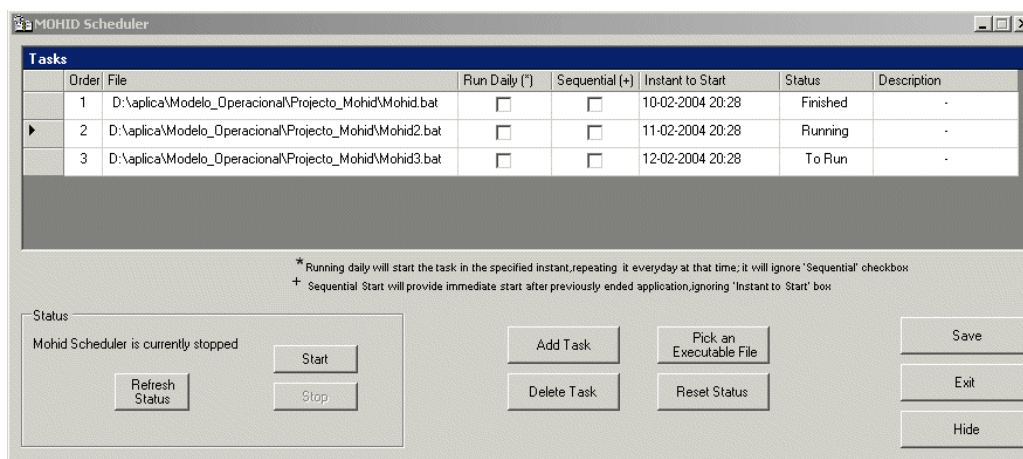 MOHID Scheduler
Tasks
Order File Run Daily (*) Sequential (+) Instant to Start Status Description
1 D:\aplica\Modelo_Operacional\Projecto_Mohid\Mohid.bat 10-02-2004 20:28 Finished -
2 D:\aplica\Modelo_Operacional\Projecto_Mohid\Mohid2.bat 11-02-2004 20:28 Running -
3 D:\aplica\Modelo_Operacional\Projecto_Mohid\Mohid3.bat 12-02-2004 20:28 To Run -
* Running daily will start the task in the specified instant,repeating it everyday at that time; it will ignore 'Sequential' checkbox
+ Sequential Start will provide immediate start after previously ended application,ignoring 'Instant to Start' box
Status
Mohid Scheduler is currently stopped
Start
Refresh
Status
Stop
Add Task
Pick an
Executable File
Delete Task
Reset Status
Save
Exit
Hide